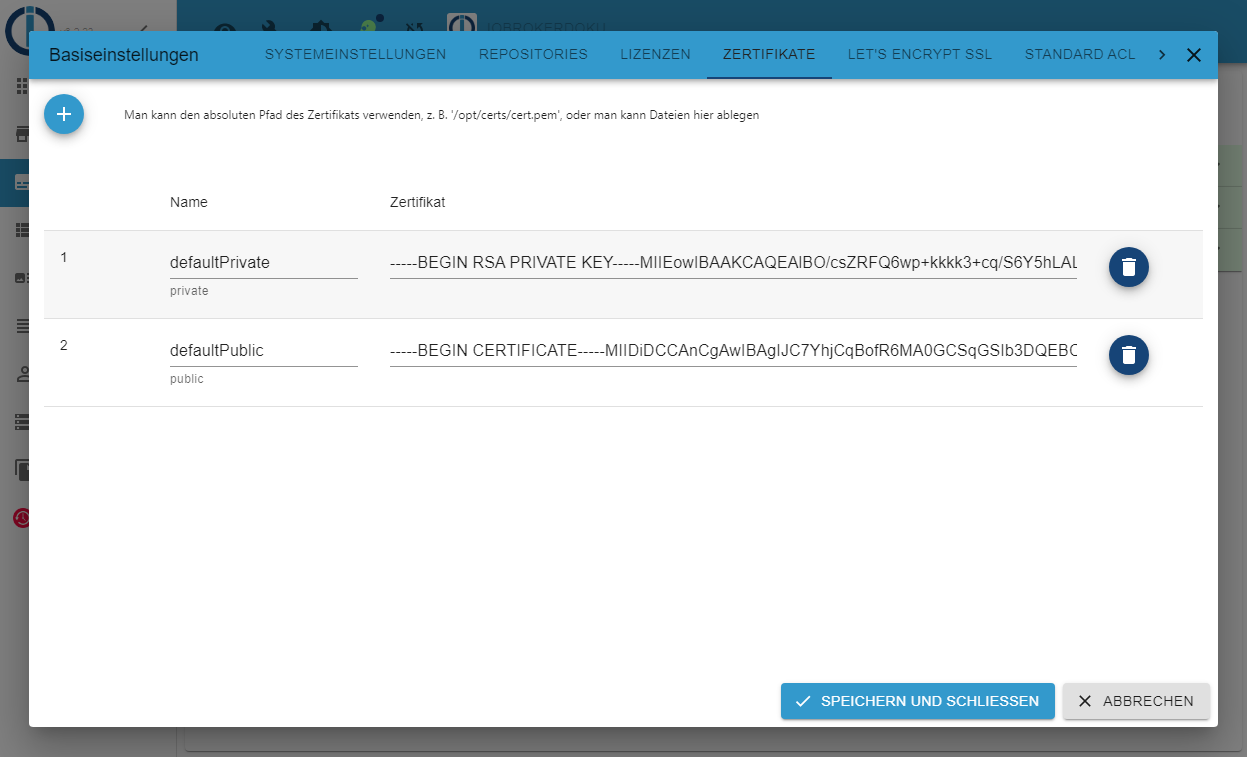 IOBROKERDOKU
Basiseinstellungen
SYSTEMEINSTELLUNGEN
REPOSITORIES
LIZENZEN
ZERTIFIKATE
LET'S ENCRYPT SSL
STANDARD ACL
Man kann den absoluten Pfad des Zertifikats verwenden, z. B. '/opt/certs/cert.pem', oder man kann Dateien hier ablegen
Name
Zertifikat
1
defaultPrivate
-----BEGIN RSA PRIVATE KEY-----MIIEowIBAAKCAQEAlBO/csZRFQ6wp+kkkk3+cq/S6Y5hLAL
private
2
defaultPublic
-----BEGIN CERTIFICATE-----MIIDiDCCAnCgAwIBAgIJC7YhjCqBofR6MA0GCSqGSIb3DQEBC
public
SPEICHERN UND SCHLIESSEN
ABBRECHEN